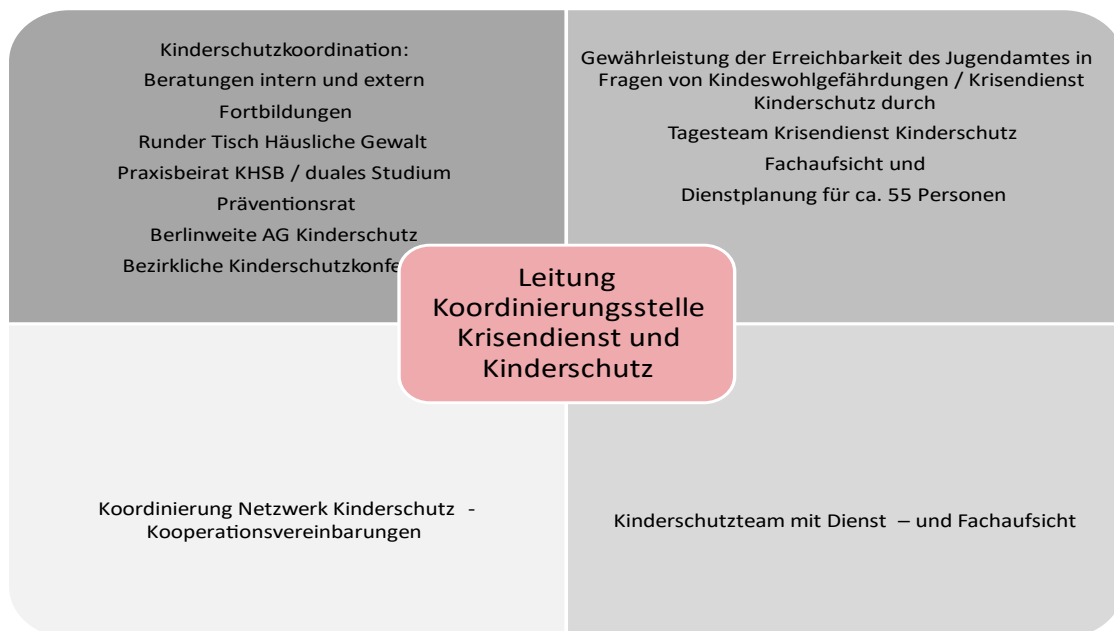 Kinderschutzkoordination:
Beratungen intern und extern
Fortbildungen
Runder Tisch Häusliche Gewalt
Praxisbeirat KHSB / duales Studium
Präventionsrat
Berlinweite AG Kinderschutz
Bezirkliche
Gewährleistung der Erreichbarkeit des Jugendamtes in
Fragen von Kindeswohlgefährdungen / Krisendienst
Kinderschutz durch
Tagesteam Krisendienst Kinderschutz
Fachaufsicht und
Dienstplanung für ca. 55 Personen
Leitung
Koordinierungsstelle
Krisendienst und
Kinderschutz
Koordinierung Netzwerk Kinderschutz -
Kooperationsvereinbarungen
Kinderschutzteam mit Dienst – und Fachaufsicht